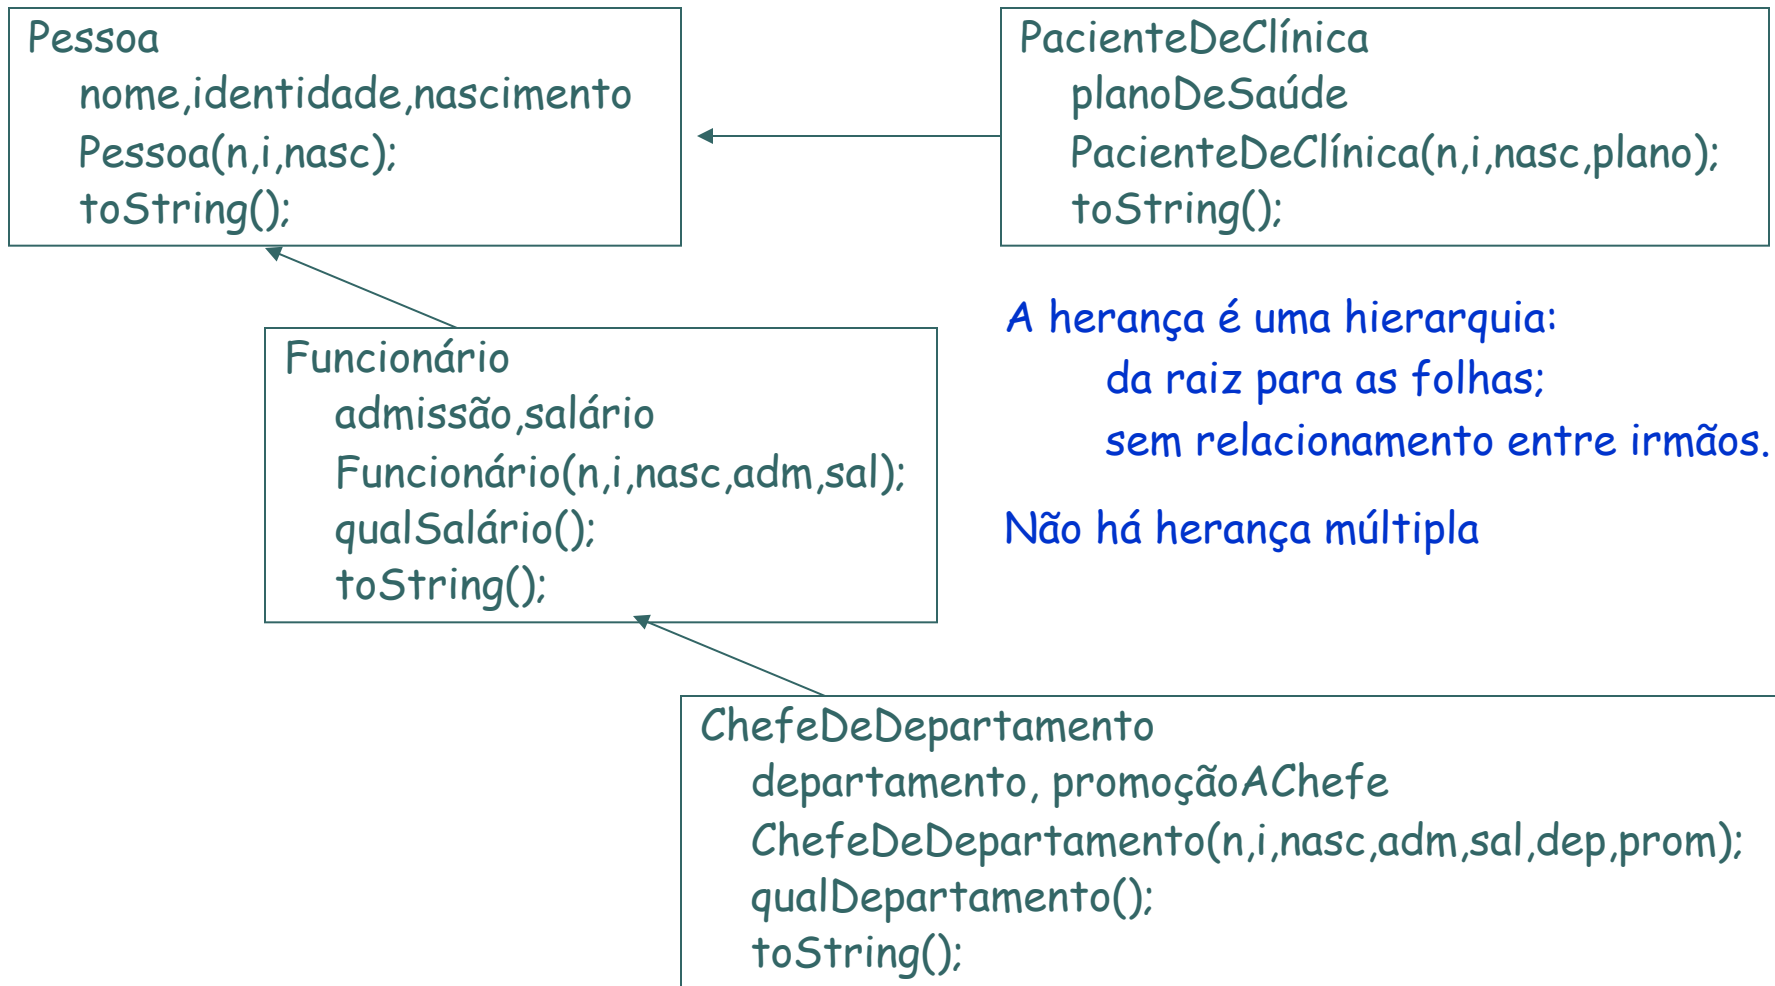 Pessoa
nome,identidade,nascimento
Pessoa(n,i,nasc);
toString();
PacienteDeClínica
planoDeSaúde
PacienteDeClínica(n,i,nasc,plano);
toString();
Funcionário
admissão,salário
Funcionário(n,i,nasc,adm,sal);
qualSalário();
toString();
A herança é uma hierarquia:
da raiz para as folhas;
sem relacionamento entre irmãos.
Não há herança múltipla
ChefeDeDepartamento
departamento, promoçãoAChefe
ChefeDeDepartamento(n,i,nasc,adm,sal,dep,prom);
qualDepartamento();
toString();